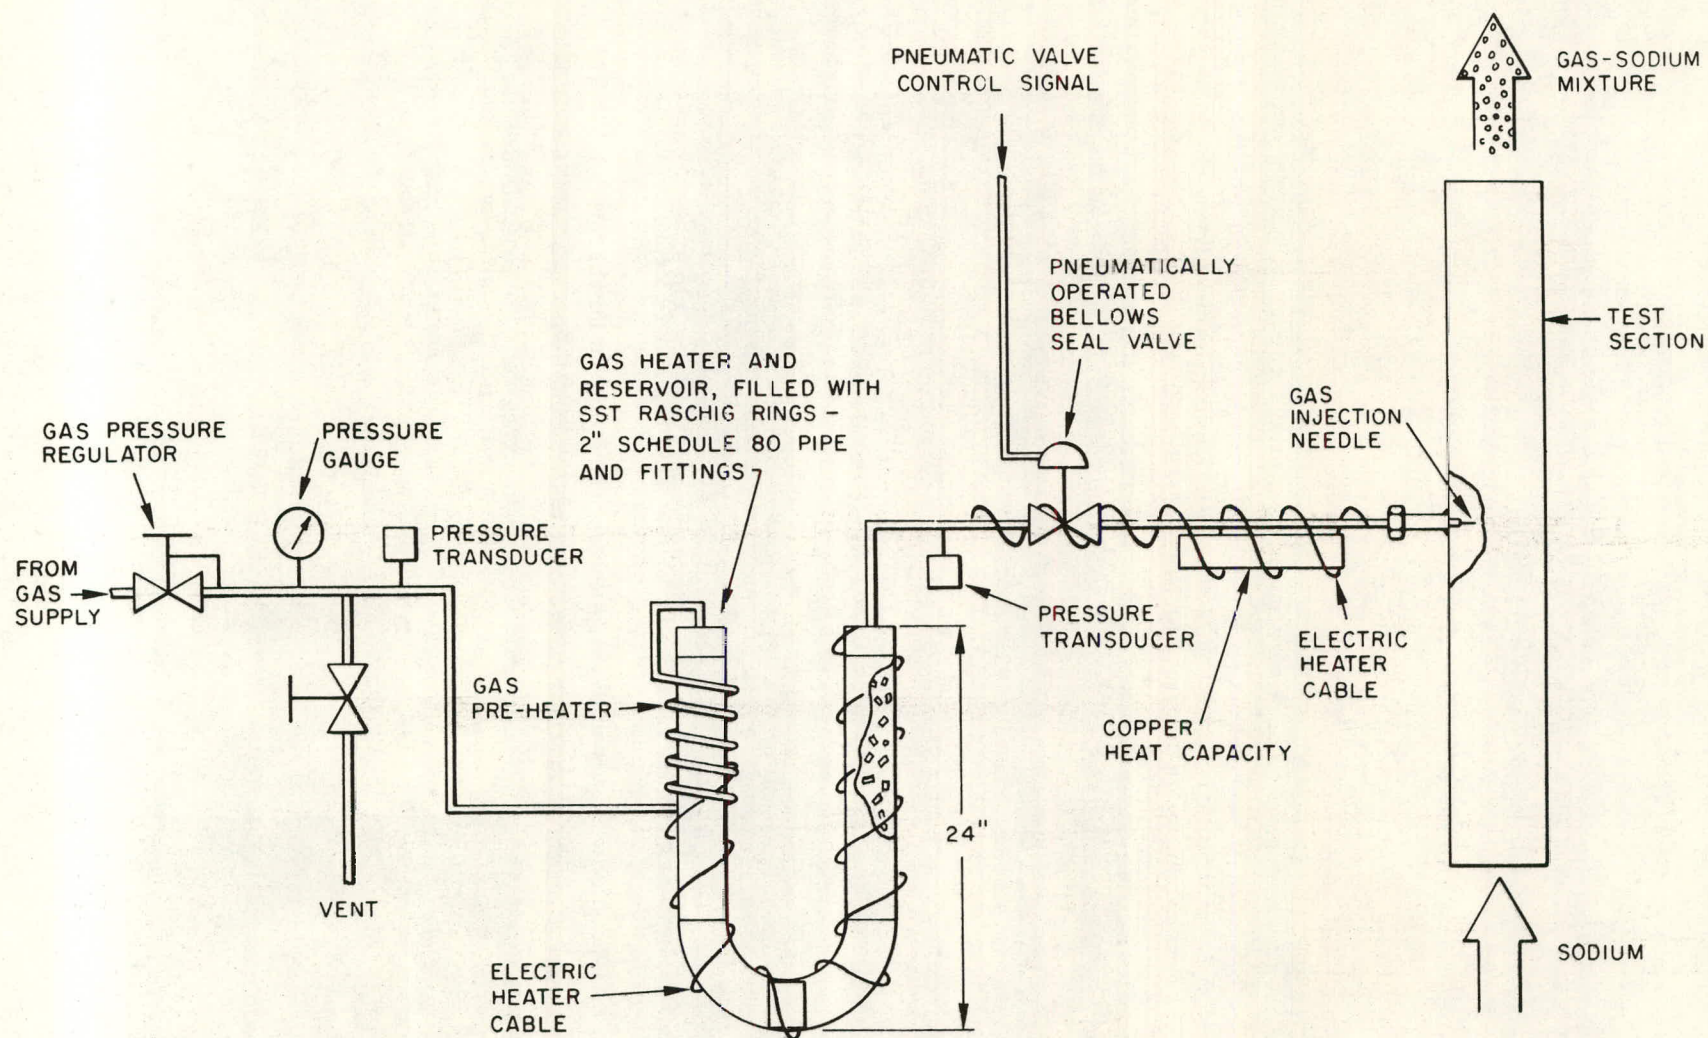 PNEUMATIC VALVE
CONTROL SIGNAL
GAS-SODIUM
MIXTURE
PNEUMATICALLY
OPERATED
BELLOWS
SEAL VALVE
TEST
SECTION
GAS HEATER AND
RESERVOIR, FILLED WITH
SST RASCHIG RINGS -
2" SCHEDULE 80 PIPE
AND FITTINGS
GAS
INJECTION
NEEDLE
GAS PRESSURE
REGULATOR
PRESSURE
GAUGE
PRESSURE
TRANSDUCER
FROM
GAS
SUPPLY
PRESSURE
TRANSDUCER
ELECTRIC
HEATER
CABLE
GAS
PRE-HEATER
COPPER
HEAT CAPACITY
24"
VENT
ELECTRIC
HEATER
CABLE
SODIUM